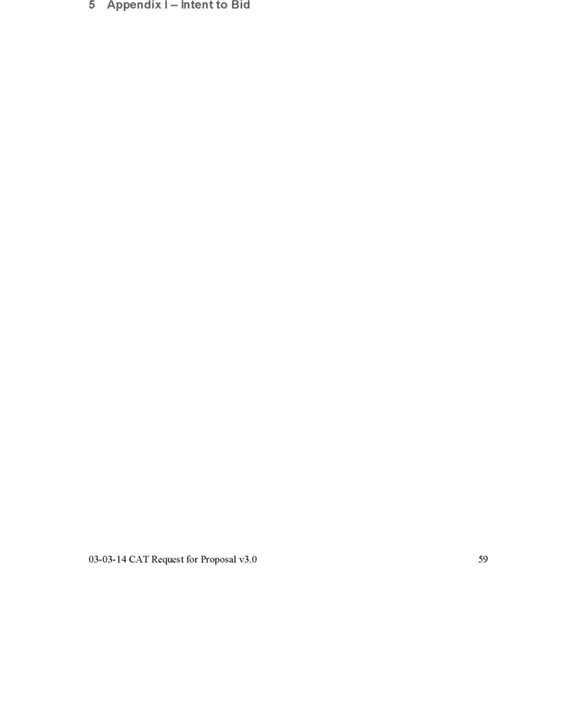 5 Appendix I – Intent to Bid
03-03-14 CAT Request for Proposal v3.0 59